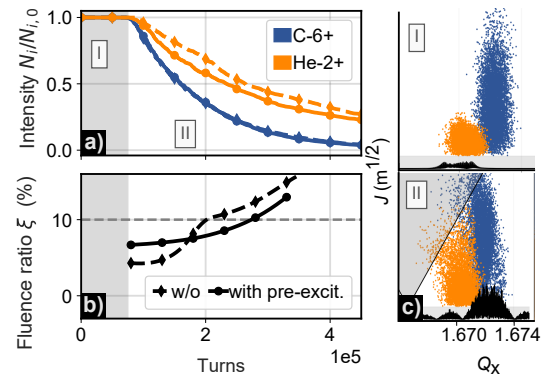 Intensity N_i/N_{i,0}
1.0
0.5
0.0
I
II
C-6+
He-2+
a)
Fluence ratio ξ (%)
10
0
w/o
with pre-excit.
b)
0
2
4
1e5
Turns
I
J (m^{1/2})
II
c)
1.670
1.674
Q_x